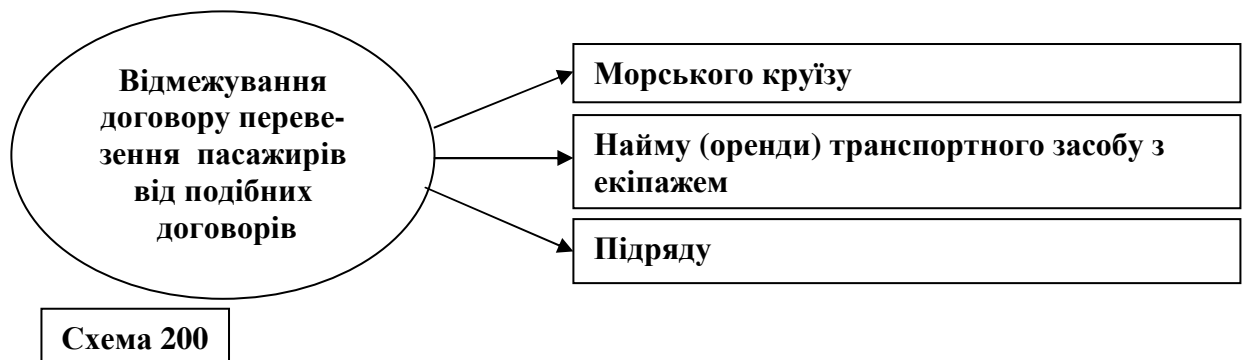 Відмежування
договору переве-
зення пасажирів
від подібних
договорів
Морського круїзу
Найму (оренди) транспортного засобу з
екіпажем
Підряду
Схема 200